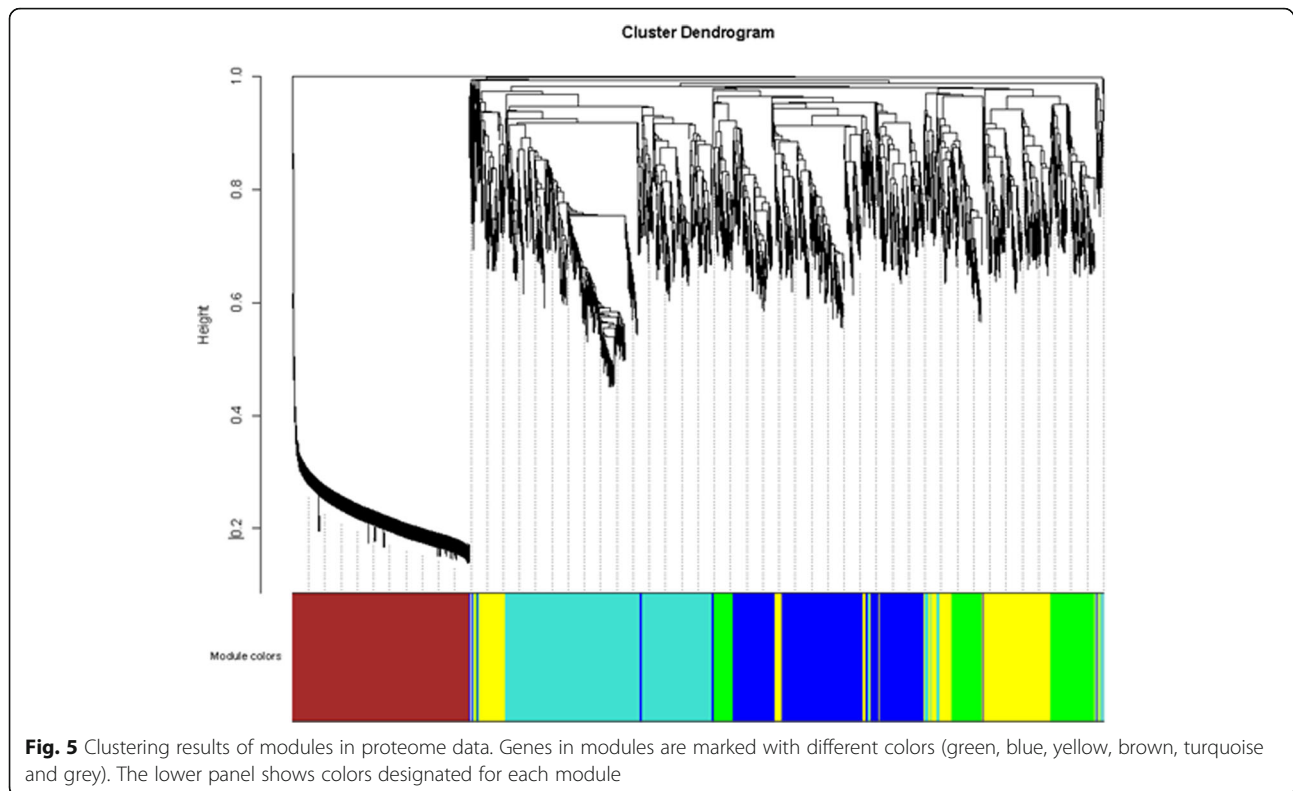 Cluster Dendrogram
1.0
0.8
0.6
0.4
0.2
Height
Module colors
Fig. 5 Clustering results of modules in proteome data. Genes in modules are marked with different colors (green, blue, yellow, brown, turquoise
and grey). The lower panel shows colors designated for each module